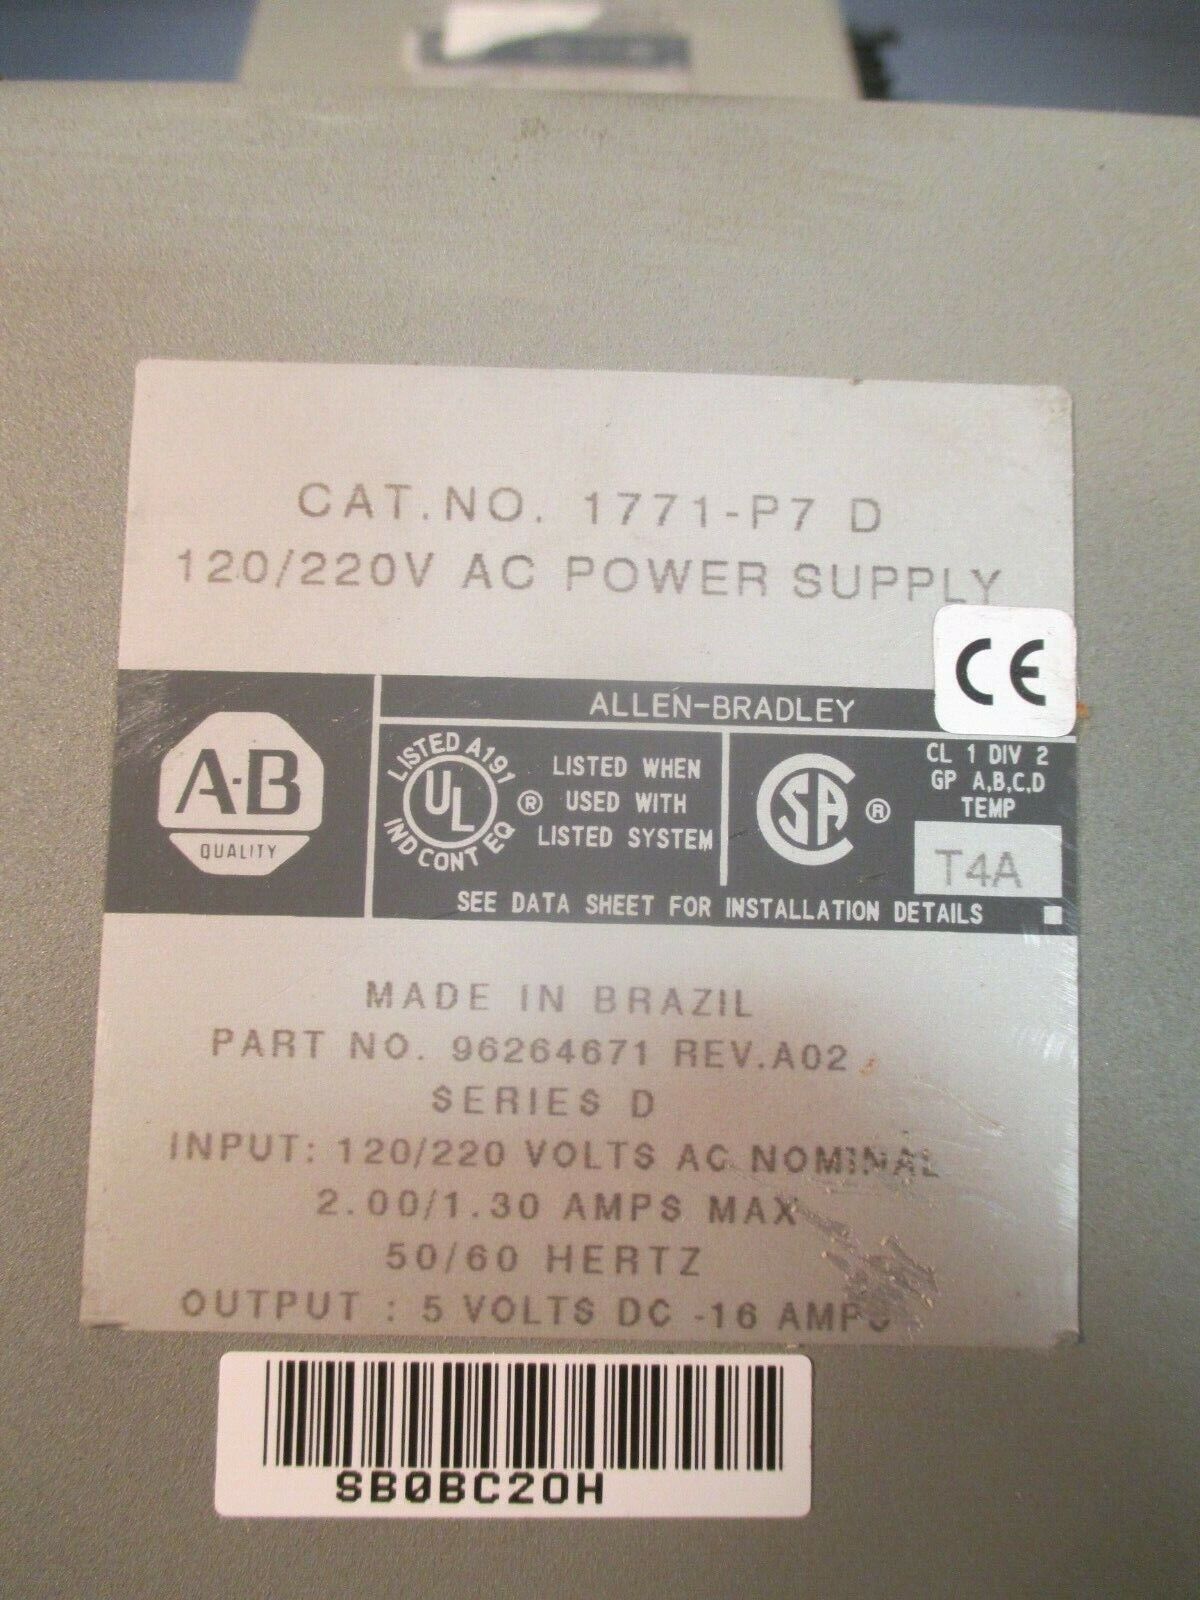 CAT.NO. 1771-P7 D
120/220V AC POWER SUPPLY
CE
ALLEN-BRADLEY
A-B
QUALITY
LISTED A191
UL
®
IND CONT EQ
LISTED WHEN
USED WITH
LISTED SYSTEM
SA
®
CL 1 DIV 2
GP A,B,C,D
TEMP
T4A
SEE DATA SHEET FOR INSTALLATION DETAILS
MADE IN BRAZIL
PART NO. 96264671 REV.A02
SERIES D
INPUT: 120/220 VOLTS AC NOMINAL
2.00/1.30 AMPS MAX
50/60 HERTZ
OUTPUT : 5 VOLTS DC -16 AMPS
SB0BC20H